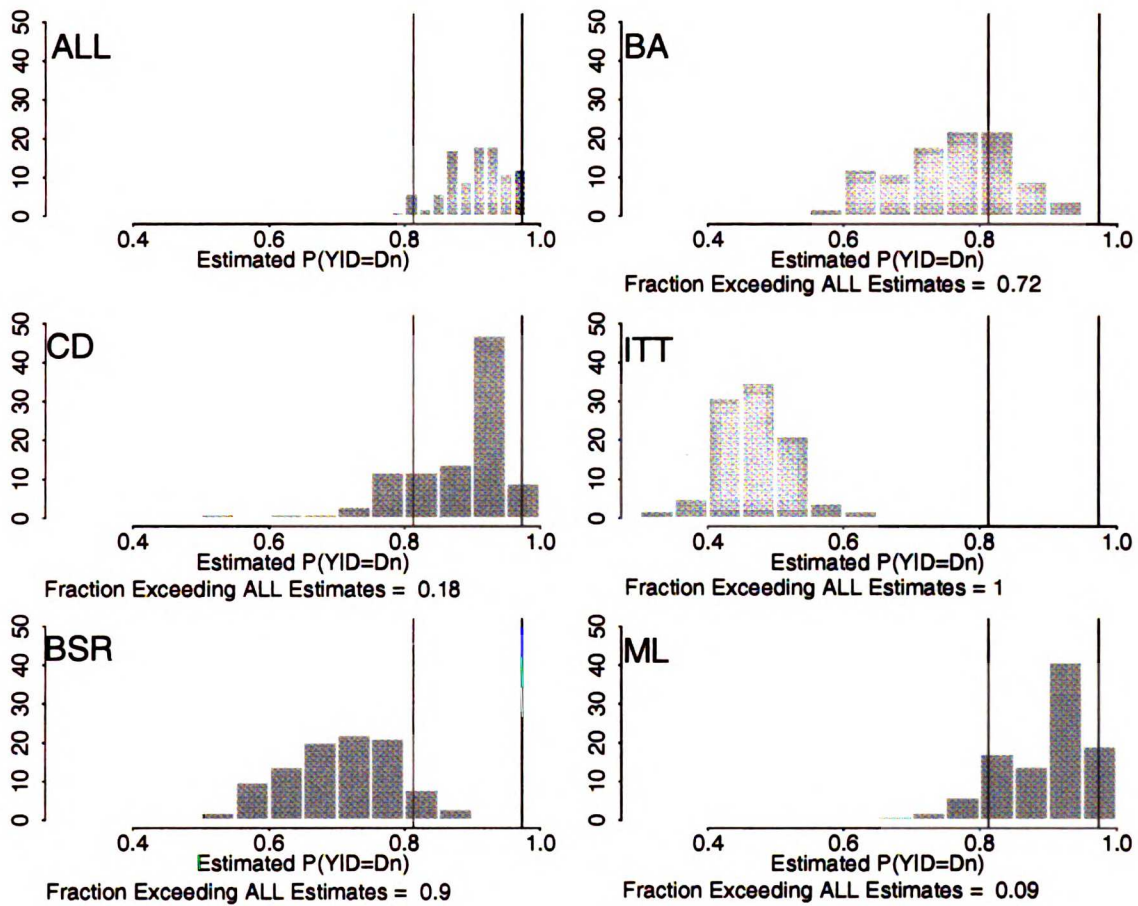 ALL
50
40
30
20
10
0
0.4 0.6 0.8 1.0
Estimated P(YID=Dn)
BA
50
40
30
20
10
0
0.4 0.6 0.8 1.0
Estimated P(YID=Dn)
Fraction Exceeding ALL Estimates = 0.72
CD
50
40
30
20
10
0
0.4 0.6 0.8 1.0
Estimated P(YID=Dn)
Fraction Exceeding ALL Estimates = 0.18
ITT
50
40
30
20
10
0
0.4 0.6 0.8 1.0
Estimated P(YID=Dn)
Fraction Exceeding ALL Estimates = 1
BSR
50
40
30
20
10
0
0.4 0.6 0.8 1.0
Estimated P(YID=Dn)
Fraction Exceeding ALL Estimates = 0.9
ML
50
40
30
20
10
0
0.4 0.6 0.8 1.0
Estimated P(YID=Dn)
Fraction Exceeding ALL Estimates = 0.09